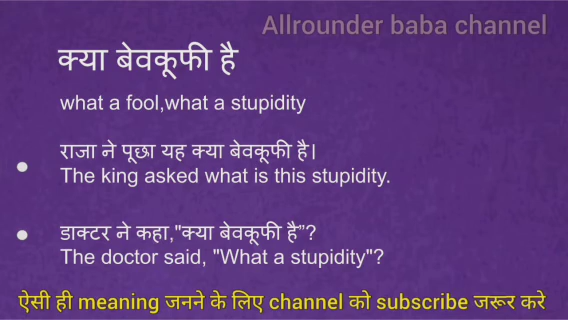 Allrounder baba channel
क्या बेवकूफी है
what a fool,what a stupidity
राजा ने पूछा यह क्या बेवकूफी है।
The king asked what is this stupidity.
डाक्टर ने कहा,"क्या बेवकूफी है”?
The doctor said, "What a stupidity"?
ऐसी ही meaning जनने के लिए channel को subscribe जरूर करे